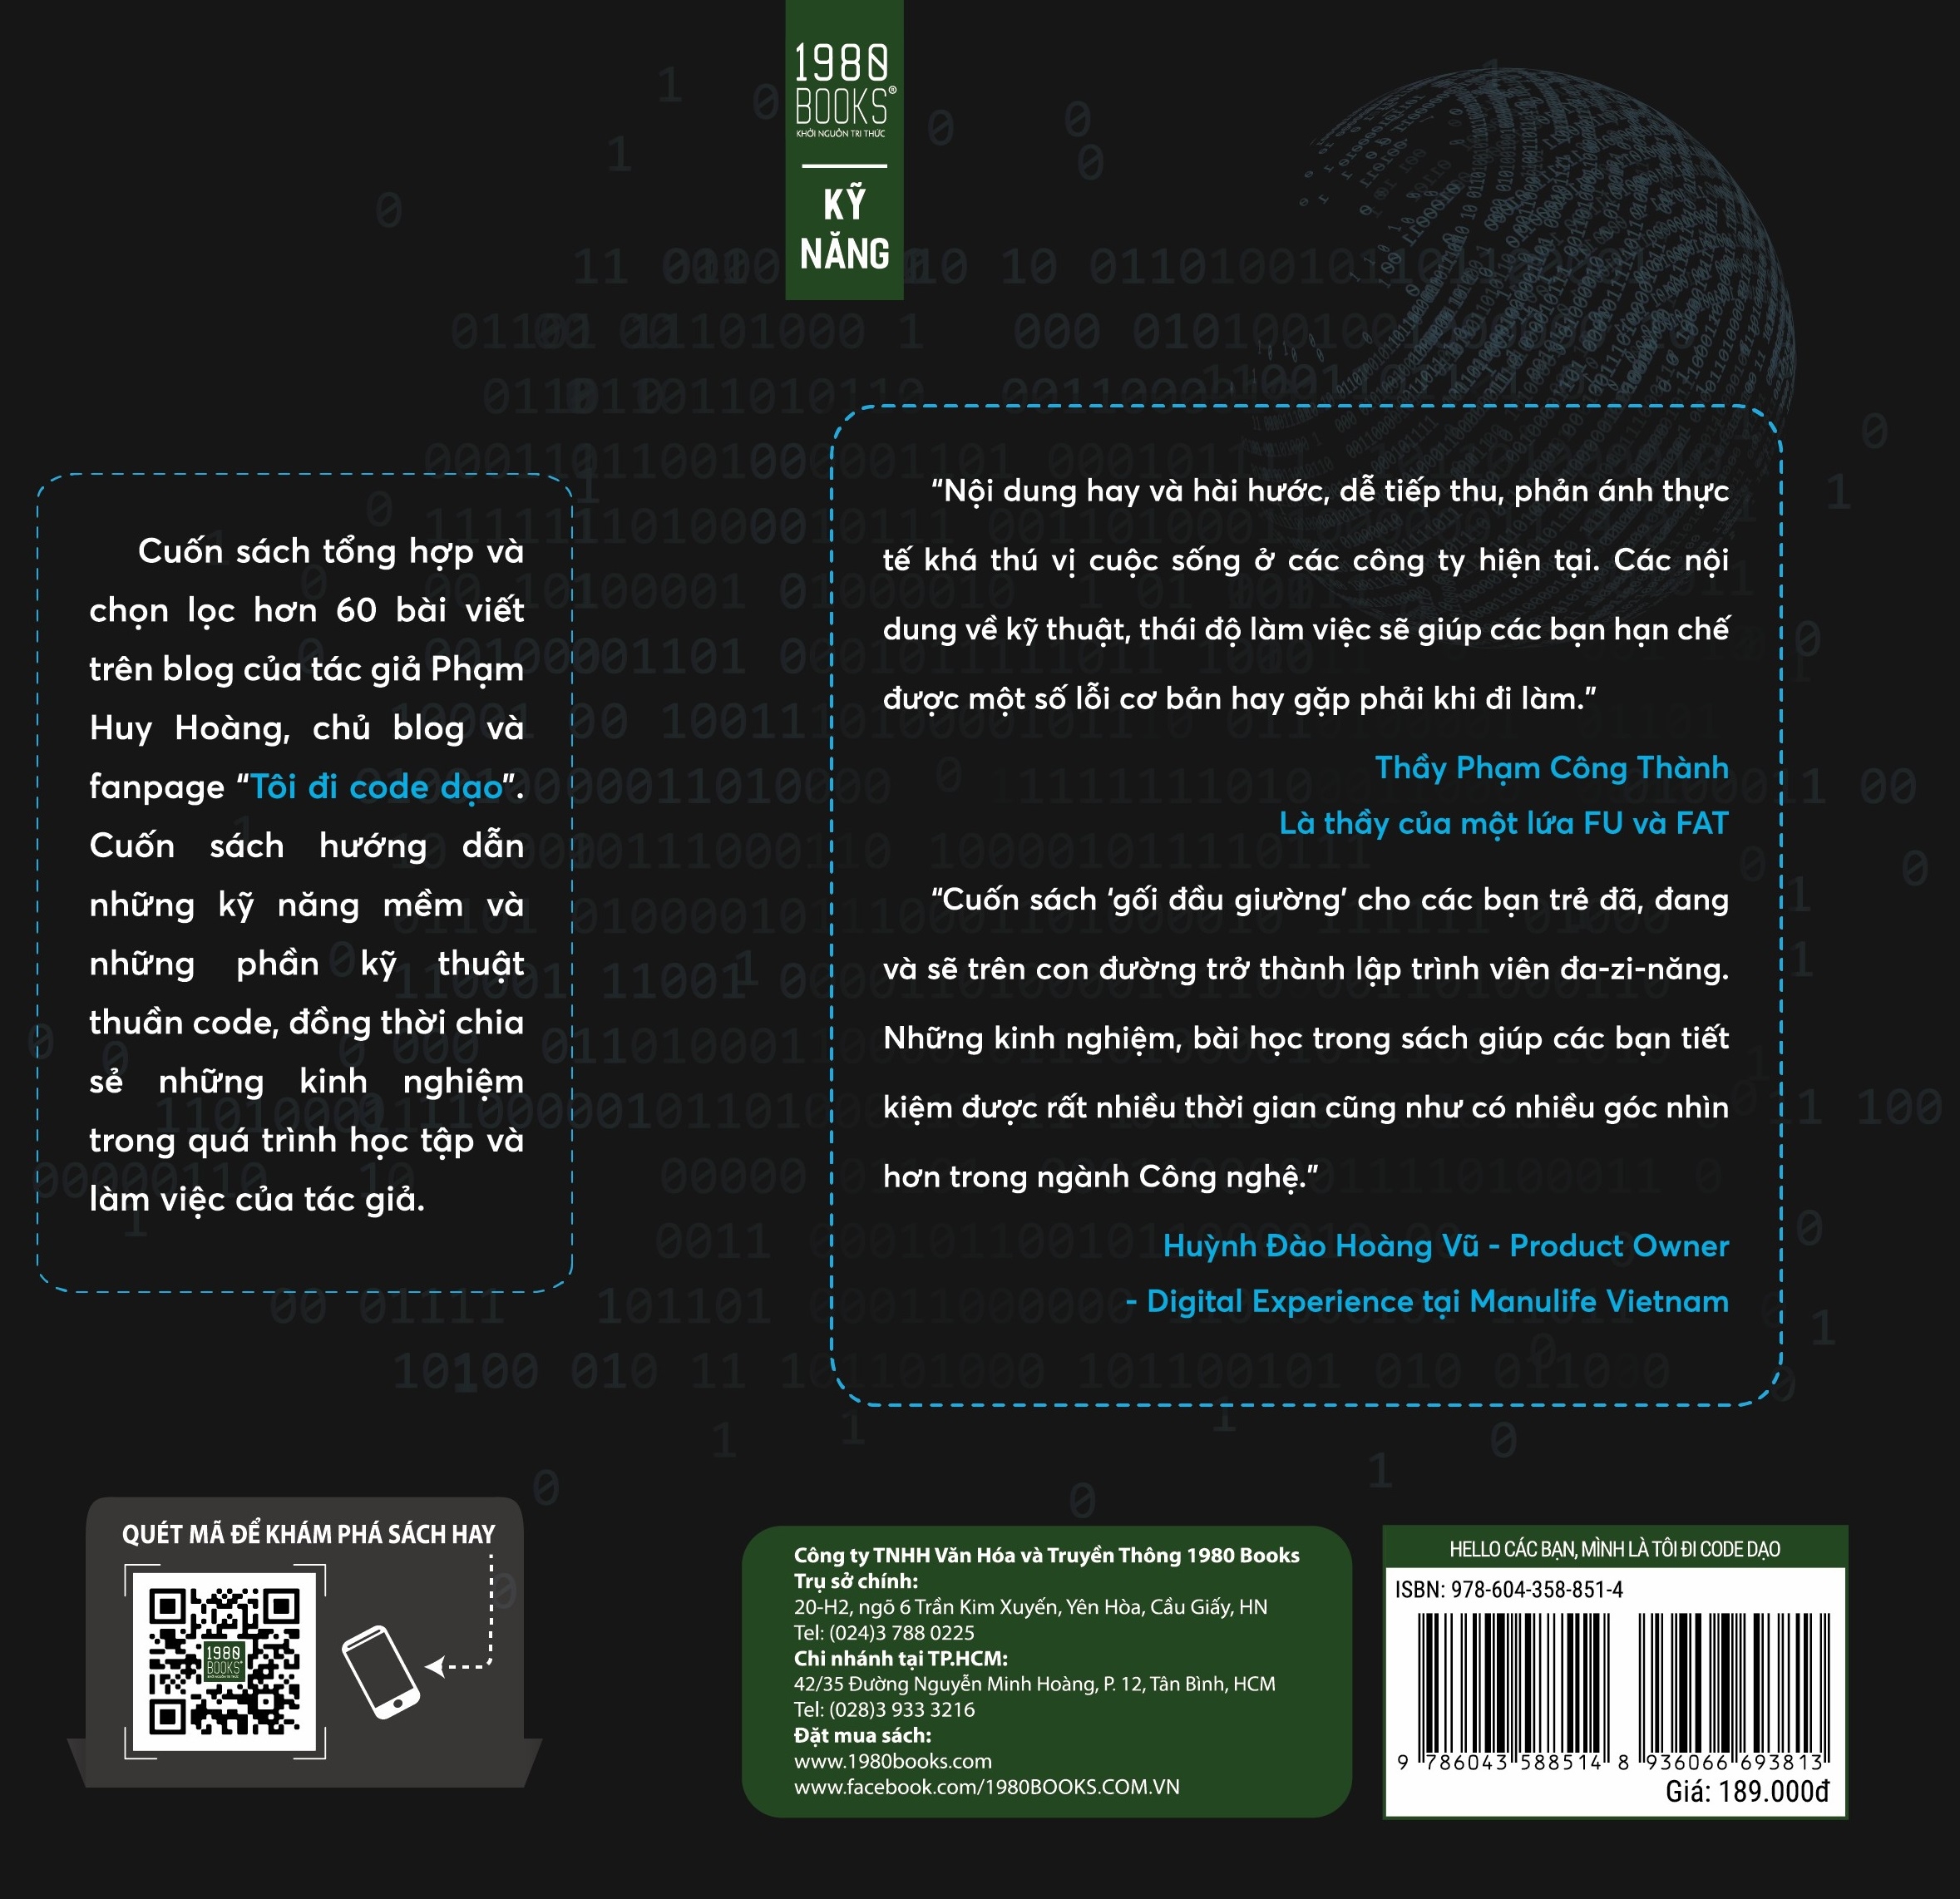 1980
BOOKS®
KHƠI NGUỒN TRI THỨC
KỸ
NĂNG
Cuốn sách tổng hợp và
chọn lọc hơn 60 bài viết
trên blog của tác giả Phạm
Huy Hoàng, chủ blog và
fanpage “Tôi đi code dạo”.
Cuốn sách hướng dẫn
những kỹ năng mềm và
những phần kỹ thuật
thuần code, đồng thời chia
sẻ những kinh nghiệm
trong quá trình học tập và
làm việc của tác giả.
“Nội dung hay và hài hước, dễ tiếp thu, phản ánh thực
tế khá thú vị cuộc sống ở các công ty hiện tại. Các nội
dung về kỹ thuật, thái độ làm việc sẽ giúp các bạn hạn chế
được một số lỗi cơ bản hay gặp phải khi đi làm.”
Thầy Phạm Công Thành
Là thầy của một lứa FU và FAT
“Cuốn sách ‘gối đầu giường’ cho các bạn trẻ đã, đang
và sẽ trên con đường trở thành lập trình viên đa-zi-năng.
Những kinh nghiệm, bài học trong sách giúp các bạn tiết
kiệm được rất nhiều thời gian cũng như có nhiều góc nhìn
hơn trong ngành Công nghệ.”
Huỳnh Đào Hoàng Vũ - Product Owner
- Digital Experience tại Manulife Vietnam
QUÉT MÃ ĐỂ KHÁM PHÁ SÁCH HAY
1980
BOOKS
Công ty TNHH Văn Hóa và Truyền Thông 1980 Books
Trụ sở chính:
20-H2, ngõ 6 Trần Kim Xuyến, Yên Hòa, Cầu Giấy, HN
Tel: (024)3 788 0225
Chi nhánh tại TP.HCM:
42/35 Đường Nguyễn Minh Hoàng, P. 12, Tân Bình, HCM
Tel: (028)3 933 3216
Đặt mua sách:
www.1980books.com
www.facebook.com/1980BOOKS.COM.VN
HELLO CÁC BẠN, MÌNH LÀ TÔI ĐI CODE DẠO
ISBN: 978-604-358-851-4
9 786043 588514 8 936066 693813
Giá: 189.000đ